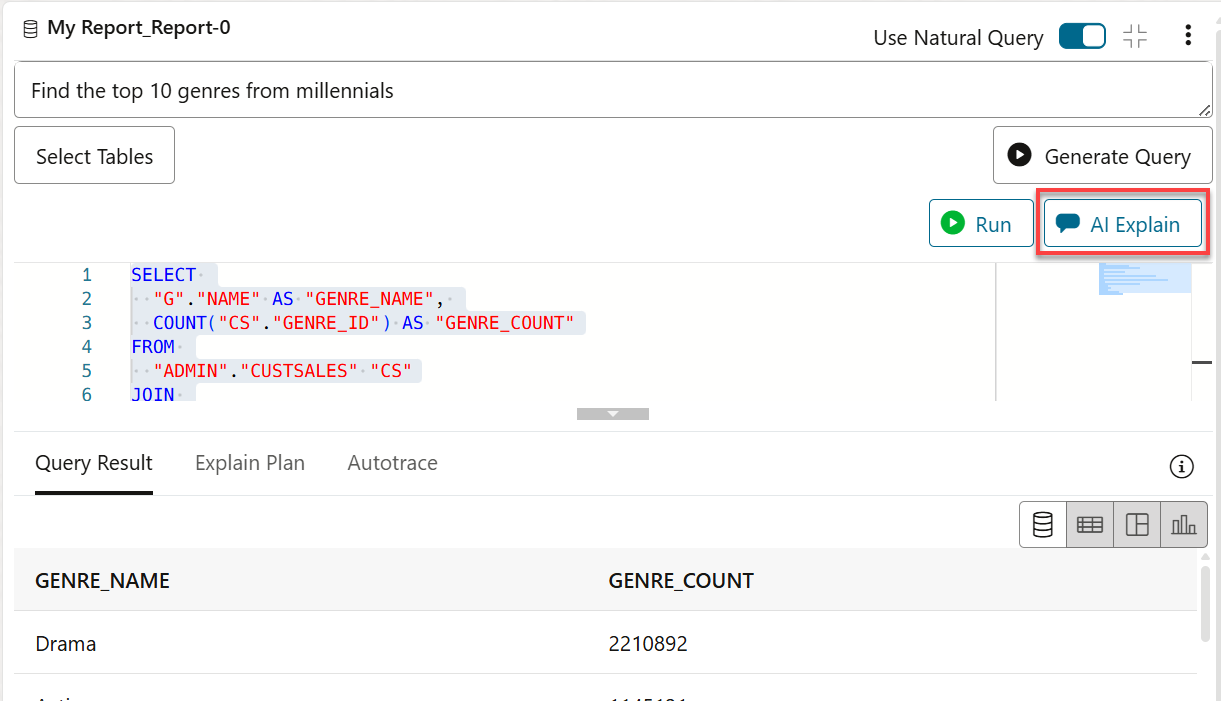 My Report_Report-0
Use Natural Query
Find the top 10 genres from millennials
Select Tables
Generate Query
Run
AI Explain
1 SELECT
2 "G"."NAME" AS "GENRE_NAME",
3 COUNT("CS"."GENRE_ID") AS "GENRE_COUNT"
4 FROM
5 "ADMIN"."CUSTSALES" "CS"
6 JOIN
Query Result Explain Plan Autotrace
GENRE_NAME GENRE_COUNT
Drama 2210892